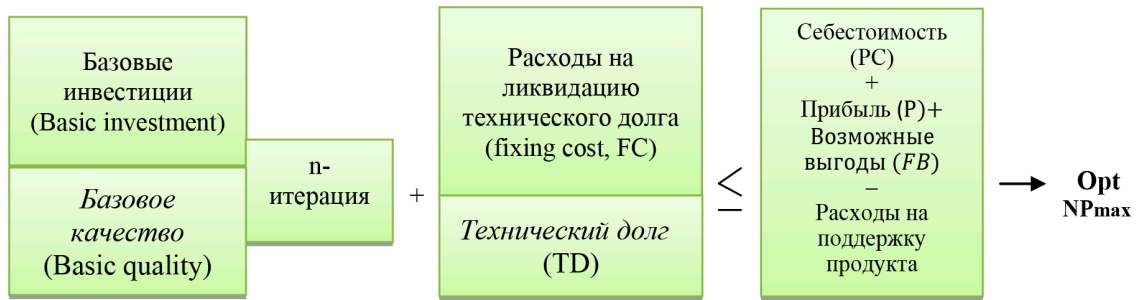 Базовые
инвестиции
(Basic investment)
Базовое
качество
(Basic quality)
n-
итерация
+
Расходы на
ликвидацию
технического долга
(fixing cost, FC)
Технический долг
(TD)
≤
Себестоимость
(PC)
+
Прибыль (P)+
Возможные
выгоды (FB)
−
Расходы на
поддержку
продукта
Opt
NPmax